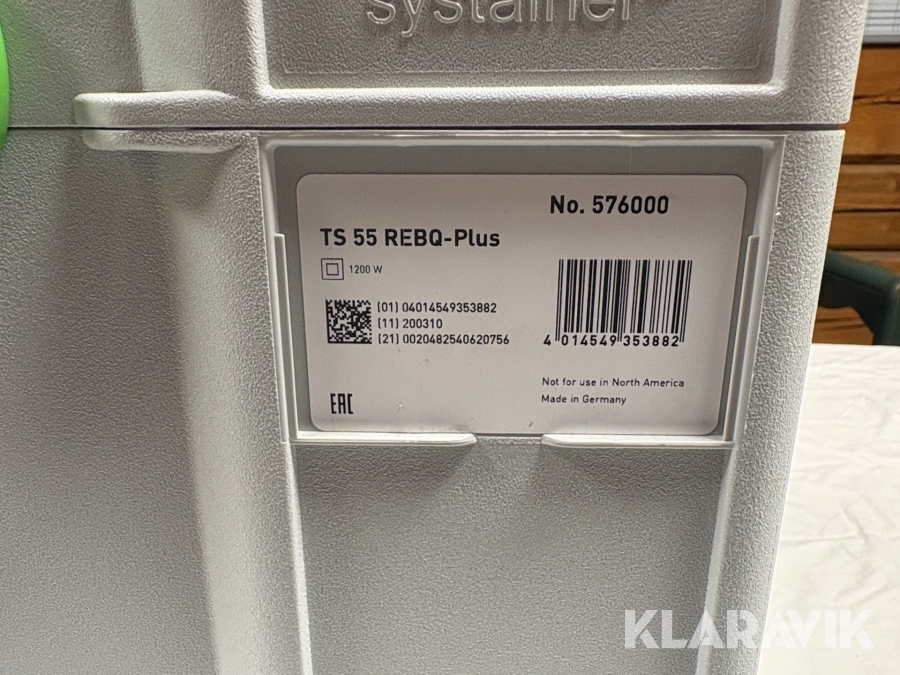 systainer
No. 576000
TS 55 REBQ-Plus
1200 W
(01) 04014549353882
(11) 200310
(21) 0020482540620756
4 014549 353882
Not for use in North America
Made in Germany
EAC
KLARAVIK